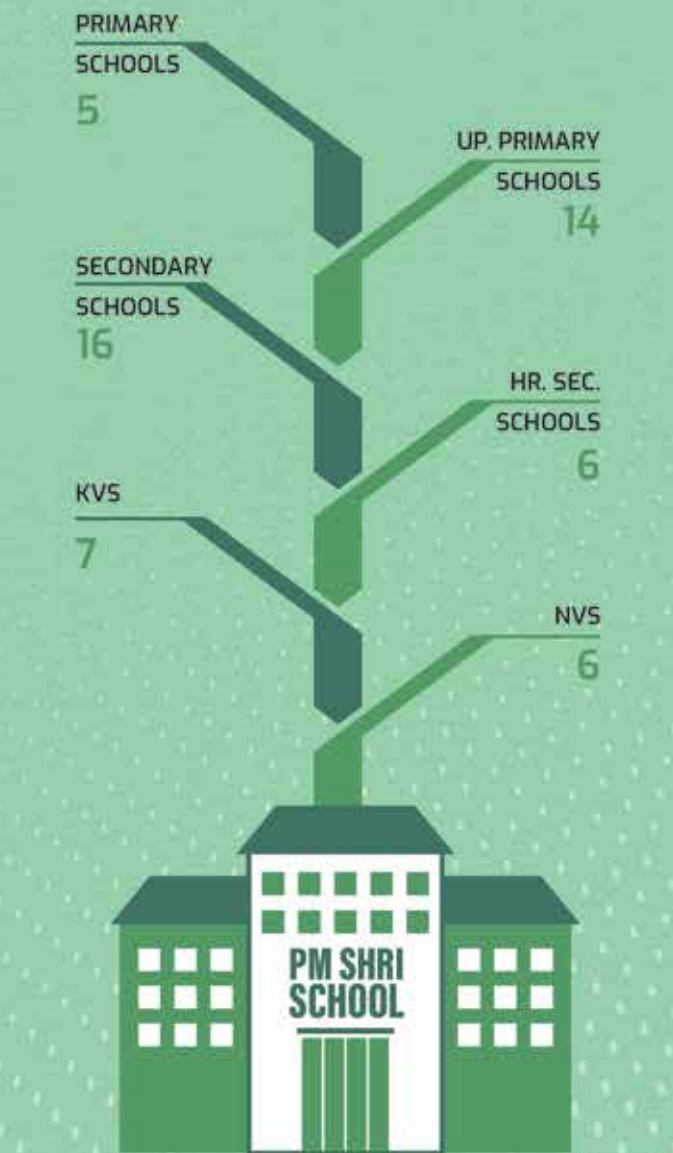 PRIMARY
SCHOOLS
5
UP. PRIMARY
SCHOOLS
14
SECONDARY
SCHOOLS
16
HR. SEC.
SCHOOLS
6
KVS
7
NVS
6
PM SHRI
SCHOOL